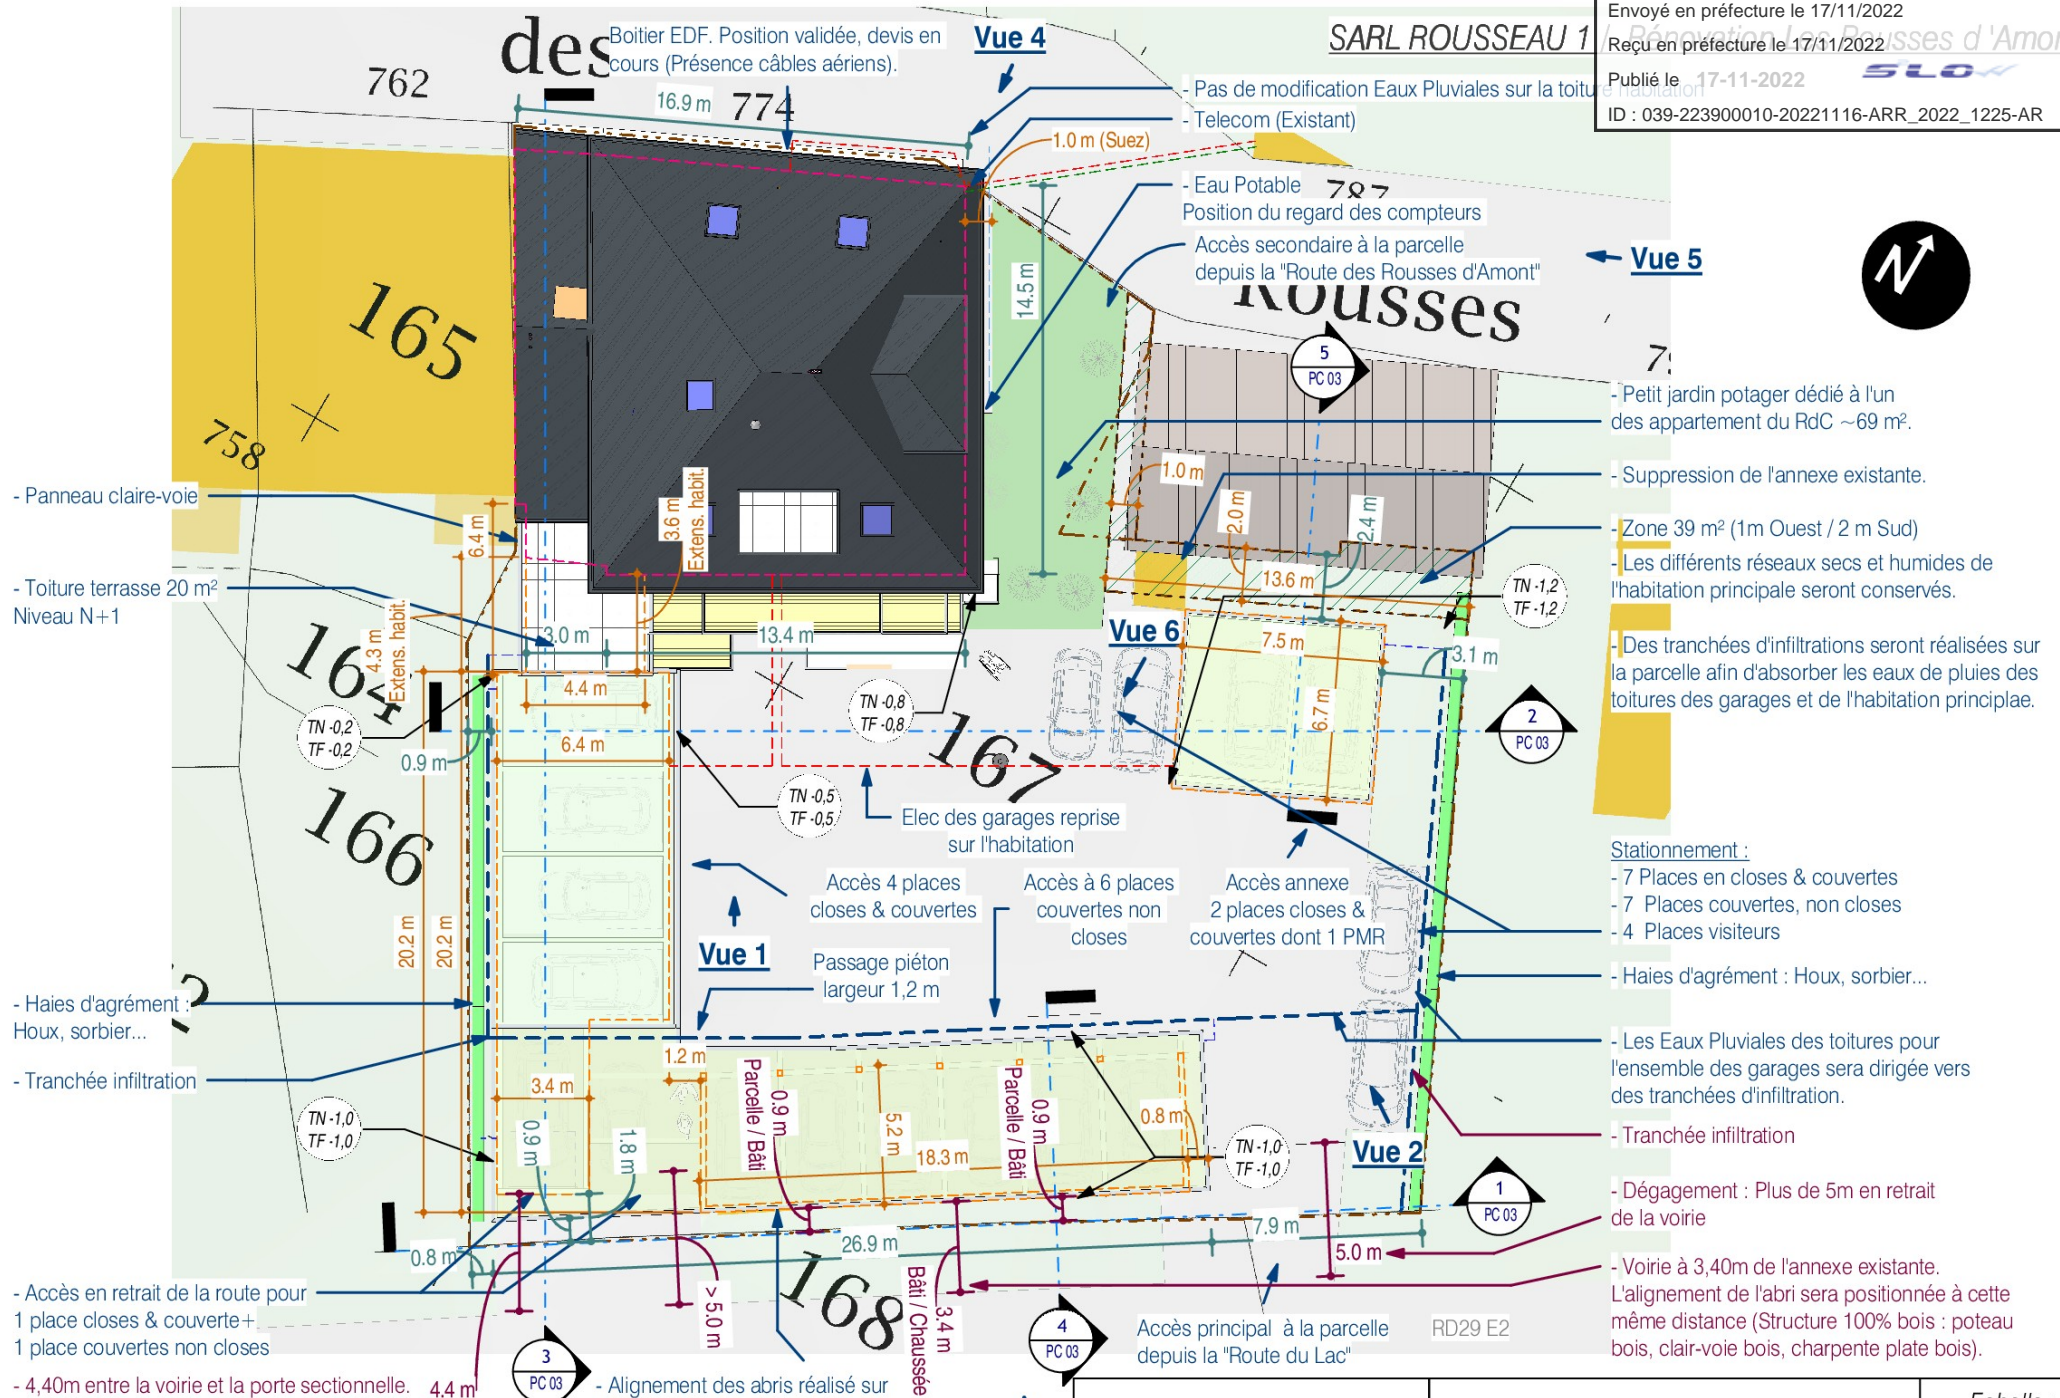 Envoyé en préfecture le 17/11/2022
Reçu en préfecture le 17/11/2022
Publié le 17-11-2022
SLOW
ID : 039-223900010-20221116-ARR_2022_1225-AR
SARL ROUSSEAU 1 / Rénovation Les Rousses d'Amon
des
762
774
Boitier EDF. Position validée, devis en
cours (Présence câbles aériens).
Vue 4
16.9 m
- Pas de modification Eaux Pluviales sur la toiture habitation
- Telecom (Existant)
1.0 m (Suez)
- Eau Potable
Position du regard des compteurs
787
Accès secondaire à la parcelle
depuis la "Route des Rousses d'Amont"
Vue 5
N
Rousses
14.5 m
165
758
5
PC 03
- Petit jardin potager dédié à l'un
des appartement du RdC ~69 m².
- Suppression de l'annexe existante.
- Zone 39 m² (1m Ouest / 2 m Sud)
- Les différents réseaux secs et humides de
l'habitation principale seront conservés.
- Des tranchées d'infiltrations seront réalisées sur
la parcelle afin d'absorber les eaux de pluies des
toitures des garages et de l'habitation principlae.
- Panneau claire-voie
- Toiture terrasse 20 m²
Niveau N+1
6.4 m
3.6 m
Extens. habit.
1.0 m
2.0 m
2.4 m
13.6 m
TN -1,2
TF -1,2
4.3 m
Extens. habit.
3.0 m
13.4 m
4.4 m
Vue 6
7.5 m
3.1 m
6.7 m
164
TN -0,2
TF -0,2
0.9 m
6.4 m
TN -0,8
TF -0,8
167
2
PC 03
TN -0,5
TF -0,5
Elec des garages reprise
sur l'habitation
166
20.2 m
20.2 m
Accès 4 places
closes & couvertes
Accès à 6 places
couvertes non
closes
Accès annexe
2 places closes &
couvertes dont 1 PMR
Stationnement :
- 7 Places en closes & couvertes
- 7 Places couvertes, non closes
- 4 Places visiteurs
Vue 1
Passage piéton
largeur 1,2 m
- Haies d'agrément : Houx, sorbier...
- Haies d'agrément :
Houx, sorbier...
- Tranchée infiltration
- Les Eaux Pluviales des toitures pour
l'ensemble des garages sera dirigée vers
des tranchées d'infiltration.
- Tranchée infiltration
1.2 m
3.4 m
Parcelle / Bâti
0.9 m
5.2 m
Parcelle / Bâti
0.9 m
0.8 m
TN -1,0
TF -1,0
0.9 m
1.8 m
18.3 m
TN -1,0
TF -1,0
Vue 2
1
PC 03
- Dégagement : Plus de 5m en retrait
de la voirie
0.8 m
26.9 m
7.9 m
5.0 m
- Voirie à 3,40m de l'annexe existante.
L'alignement de l'abri sera positionnée à cette
même distance (Structure 100% bois : poteau
bois, clair-voie bois, charpente plate bois).
- Accès en retrait de la route pour
1 place closes & couverte+
1 place couvertes non closes
> 5.0 m
168
Bâti / Chaussée
3.4 m
4
PC 03
Accès principal à la parcelle
depuis la "Route du Lac"
RD29 E2
- 4,40m entre la voirie et la porte sectionnelle.
4.4 m
3
PC 03
- Alignement des abris réalisé sur